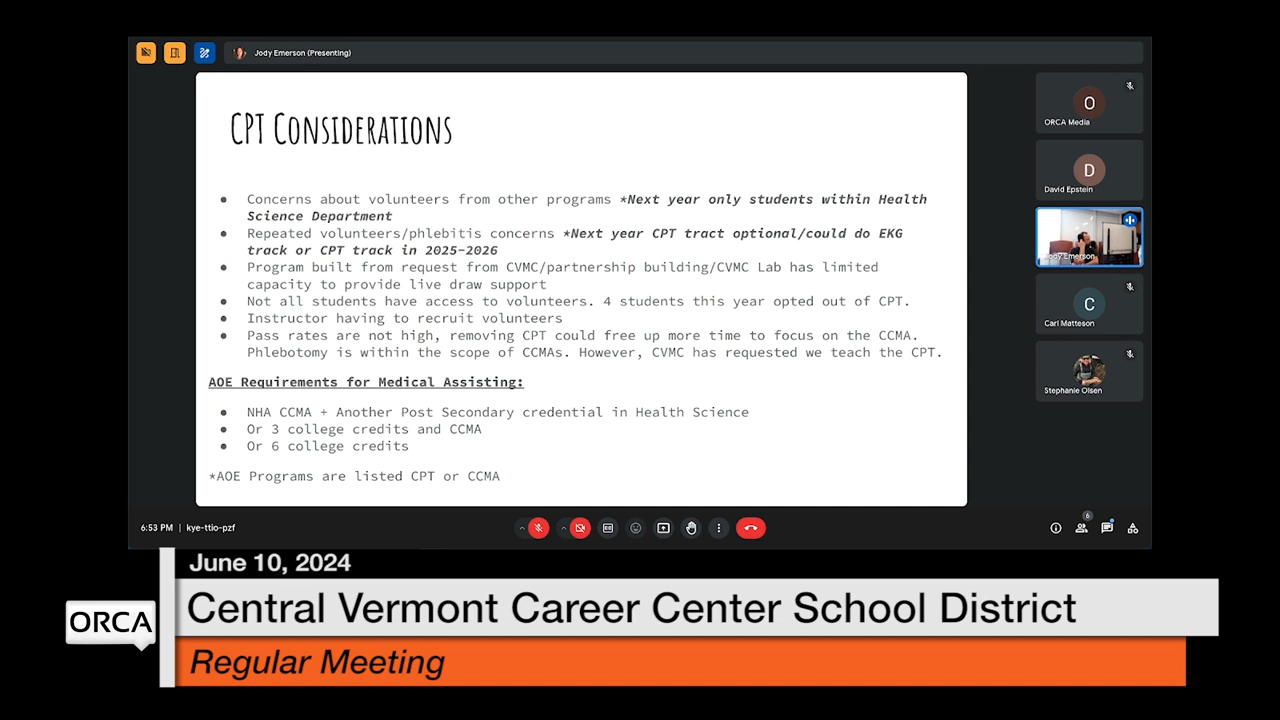 Jody Emerson (Presenting)
CPT Considerations
● Concerns about volunteers from other programs *Next year only students within Health
Science Department
● Repeated volunteers/phlebitis concerns *Next year CPT tract optional/could do EKG
track or CPT track in 2025-2026
● Program built from request from CVMC/partnership building/CVMC Lab has limited
capacity to provide live draw support
● Not all students have access to volunteers. 4 students this year opted out of CPT.
● Instructor having to recruit volunteers
● Pass rates are not high, removing CPT could free up more time to focus on the CCMA.
Phlebotomy is within the scope of CCMAs. However, CVMC has requested we teach the CPT.
AOE Requirements for Medical Assisting:
● NHA CCMA + Another Post Secondary credential in Health Science
● Or 3 college credits and CCMA
● Or 6 college credits
*AOE Programs are listed CPT or CCMA
O
ORCA Media
D
David Epstein
Jody Emerson
C
Carl Matteson
Stephanie Olsen
6:53 PM | kye-ttio-pzf
6
June 10, 2024
ORCA
Central Vermont Career Center School District
Regular Meeting